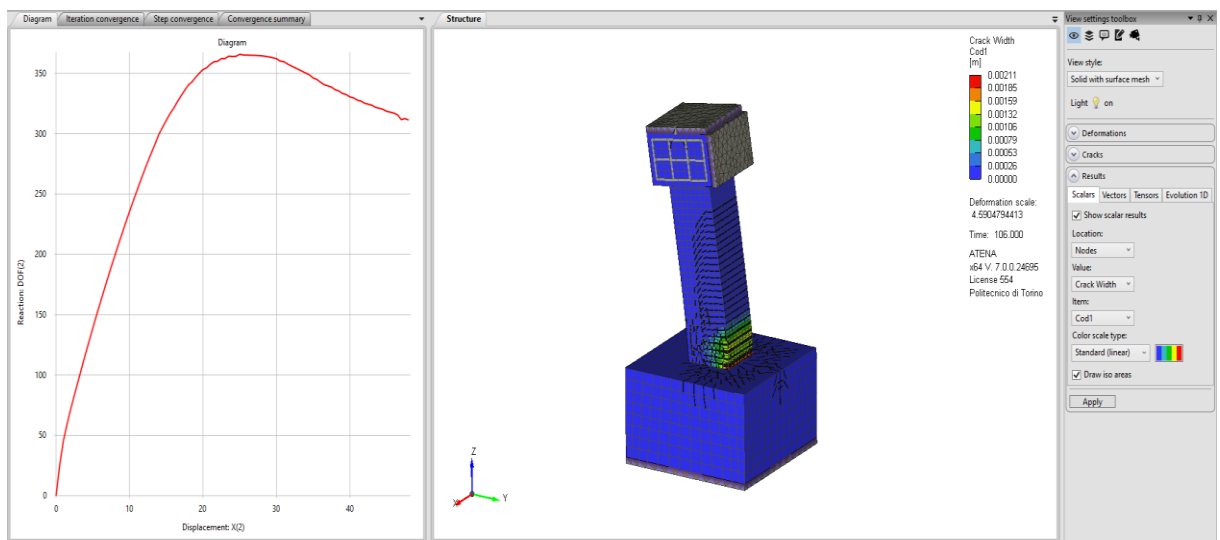 Diagram Iteration convergence Step convergence Convergence summary
Diagram
350
300
250
200
150
100
50
0
0 10 20 30 40
Reaction: DOF(2)
Displacement: X(2)
Structure
Crack Width
Cod1
[m]
0.00211
0.00185
0.00159
0.00132
0.00106
0.00079
0.00053
0.00026
0.00000
Deformation scale:
4.5904794413
Time: 106.000
ATENA
x64 V. 7.0.0.24695
License 554
Politecnico di Torino
Z
X
Y
View settings toolbox
View style:
Solid with surface mesh
Light on
Deformations
Cracks
Results
Scalars Vectors Tensors Evolution 1D
Show scalar results
Location:
Nodes
Value:
Crack Width
Item:
Cod1
Color scale type:
Standard (linear)
Draw iso areas
Apply